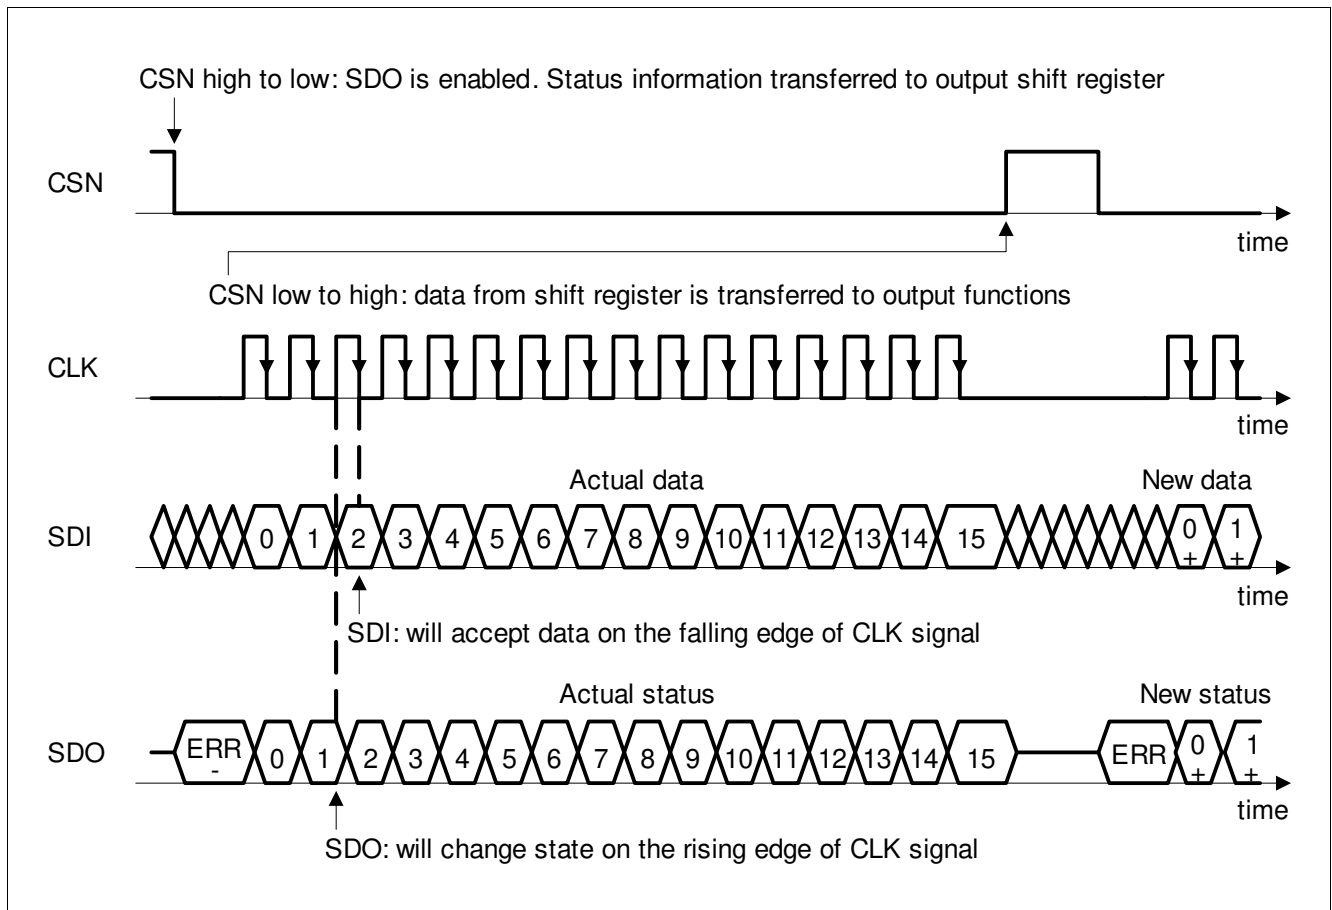 CSN high to low: SDO is enabled. Status information transferred to output shift register
CSN
time
CSN low to high: data from shift register is transferred to output functions
CLK
time
Actual data
New data
SDI
0 1 2 3 4 5 6 7 8 9 10 11 12 13 14 15 0 1
+ +
time
SDI: will accept data on the falling edge of CLK signal
Actual status
New status
SDO
ERR 0 1 2 3 4 5 6 7 8 9 10 11 12 13 14 15 ERR 0 1
- + +
time
SDO: will change state on the rising edge of CLK signal